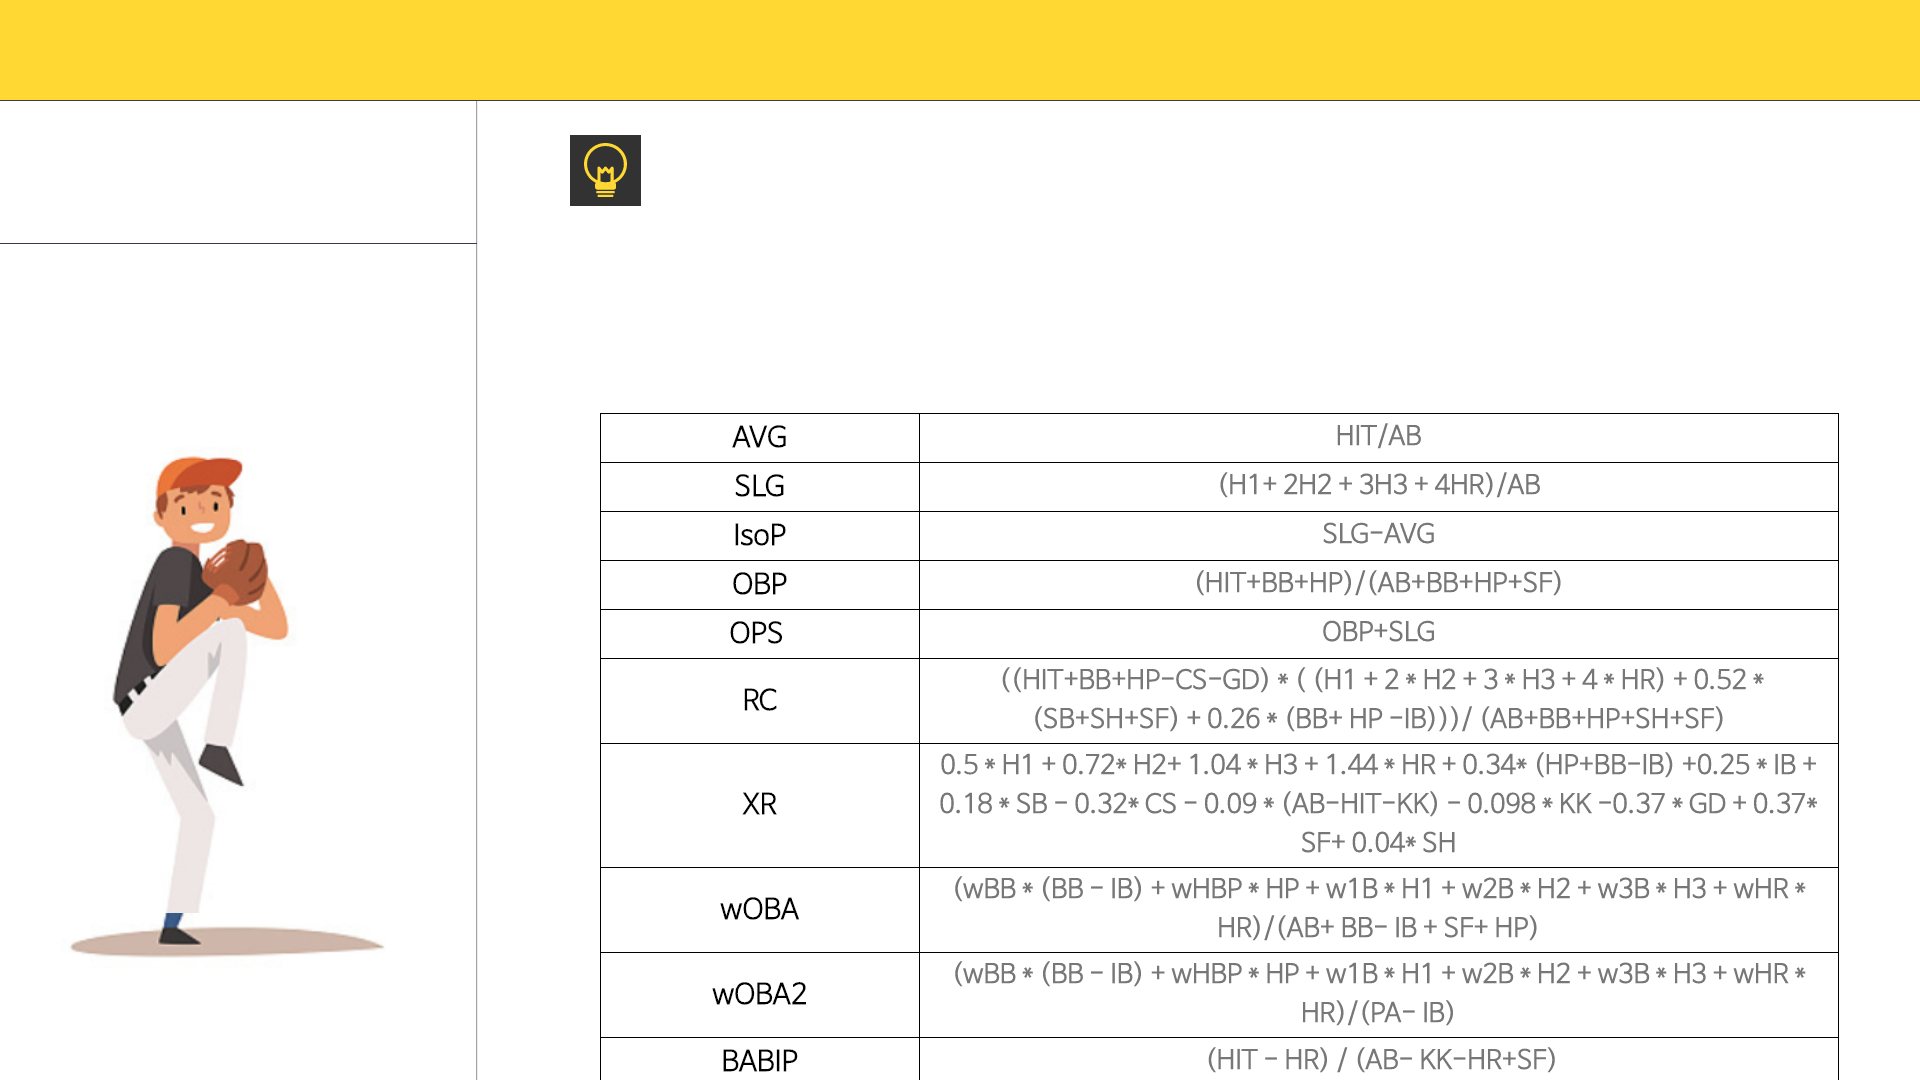 AVG
HIT/AB
SLG
(H1+ 2H2 + 3H3 + 4HR)/AB
IsoP
SLG-AVG
OBP
(HIT+BB+HP)/(AB+BB+HP+SF)
OPS
OBP+SLG
RC
((HIT+BB+HP-CS-GD) * ( (H1 + 2 * H2 + 3 * H3 + 4 * HR) + 0.52 *
(SB+SH+SF) + 0.26 * (BB+ HP -IB)))/ (AB+BB+HP+SH+SF)
XR
0.5 * H1 + 0.72* H2+ 1.04 * H3 + 1.44 * HR + 0.34* (HP+BB-IB) +0.25 * IB +
0.18 * SB - 0.32* CS - 0.09 * (AB-HIT-KK) - 0.098 * KK -0.37 * GD + 0.37*
SF+ 0.04* SH
wOBA
(wBB * (BB - IB) + wHBP * HP + w1B * H1 + w2B * H2 + w3B * H3 + wHR *
HR)/(AB+ BB- IB + SF+ HP)
wOBA2
(wBB * (BB - IB) + wHBP * HP + w1B * H1 + w2B * H2 + w3B * H3 + wHR *
HR)/(PA- IB)
BABIP
(HIT - HR) / (AB- KK-HR+SF)